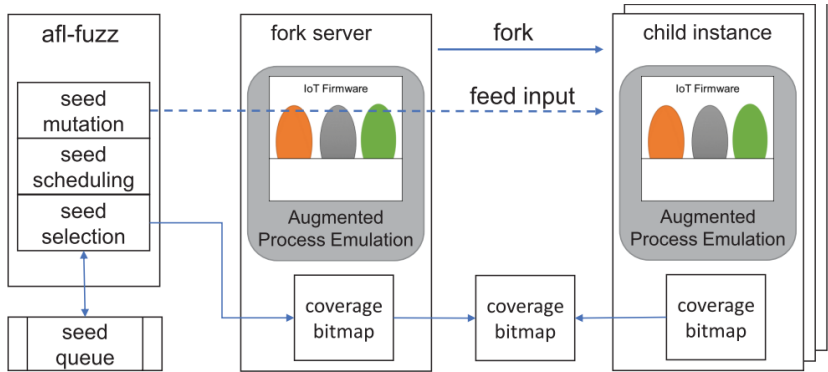 afl-fuzz
seed
mutation
seed
scheduling
seed
selection
seed
queue
fork server
IoT Firmware
Augmented
Process Emulation
coverage
bitmap
fork
feed input
coverage
bitmap
child instance
IoT Firmware
Augmented
Process Emulation
coverage
bitmap